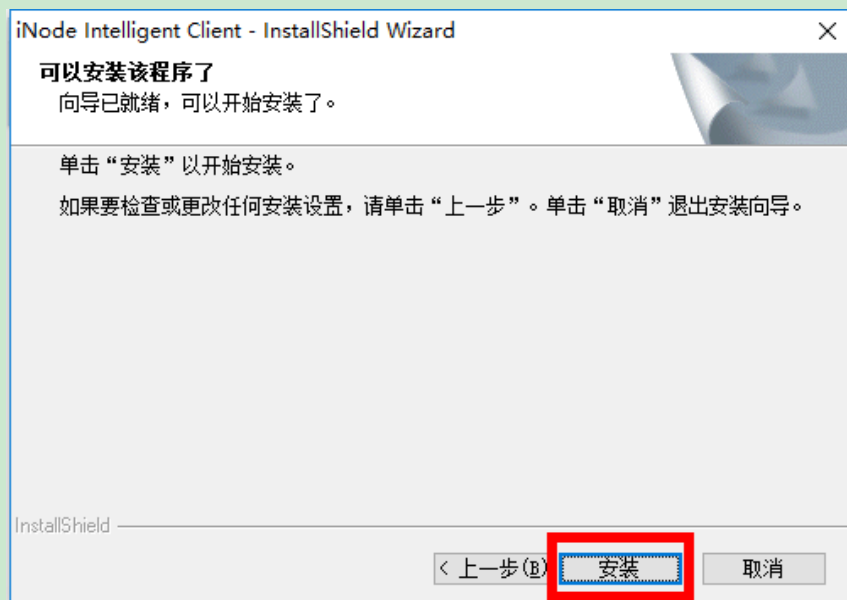 iNode Intelligent Client - InstallShield Wizard
可以安装该程序了
向导已就绪，可以开始安装了。
单击“安装”以开始安装。
如果要检查或更改任何安装设置，请单击“上一步”。单击“取消”退出安装向导。
InstallShield
< 上一步(B) 安装 取消